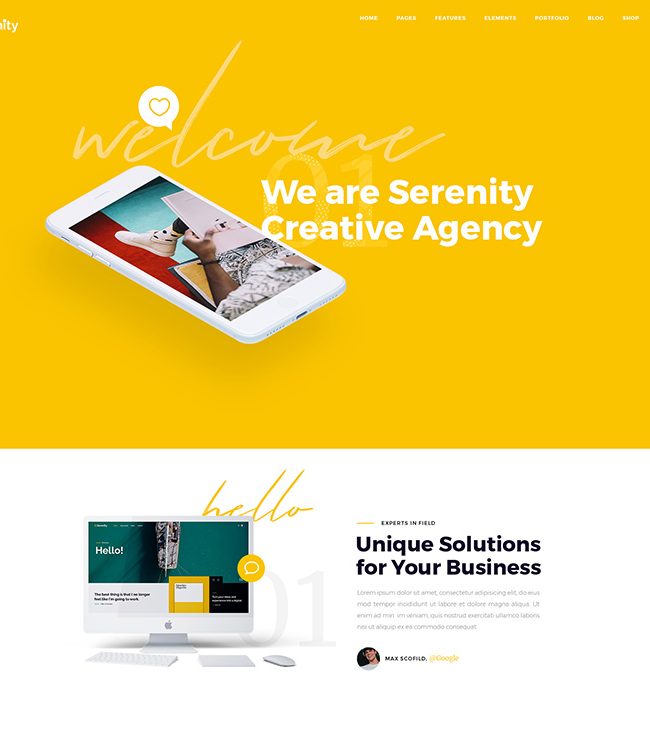 nity
HOME PAGES FEATURES ELEMENTS PORTFOLIO BLOG SHOP
welcome
01
We are Serenity
Creative Agency
hello
Serenity
Hello!
The best thing is that if no longer
feel like I'm going to work.
01
EXPERTS IN FIELD
Unique Solutions
for Your Business
Lorem ipsum dolor sit amet, consectetur adipisicing elit, do eius
mod tempor incididunt ut labore et dolore magna aliqua. Ut
enim ad min im veniam, quis nostrud exercitati ullamco laboris
nisi ut aliquip ex ea commodo consequat.
MAX SCOFILD, @Google